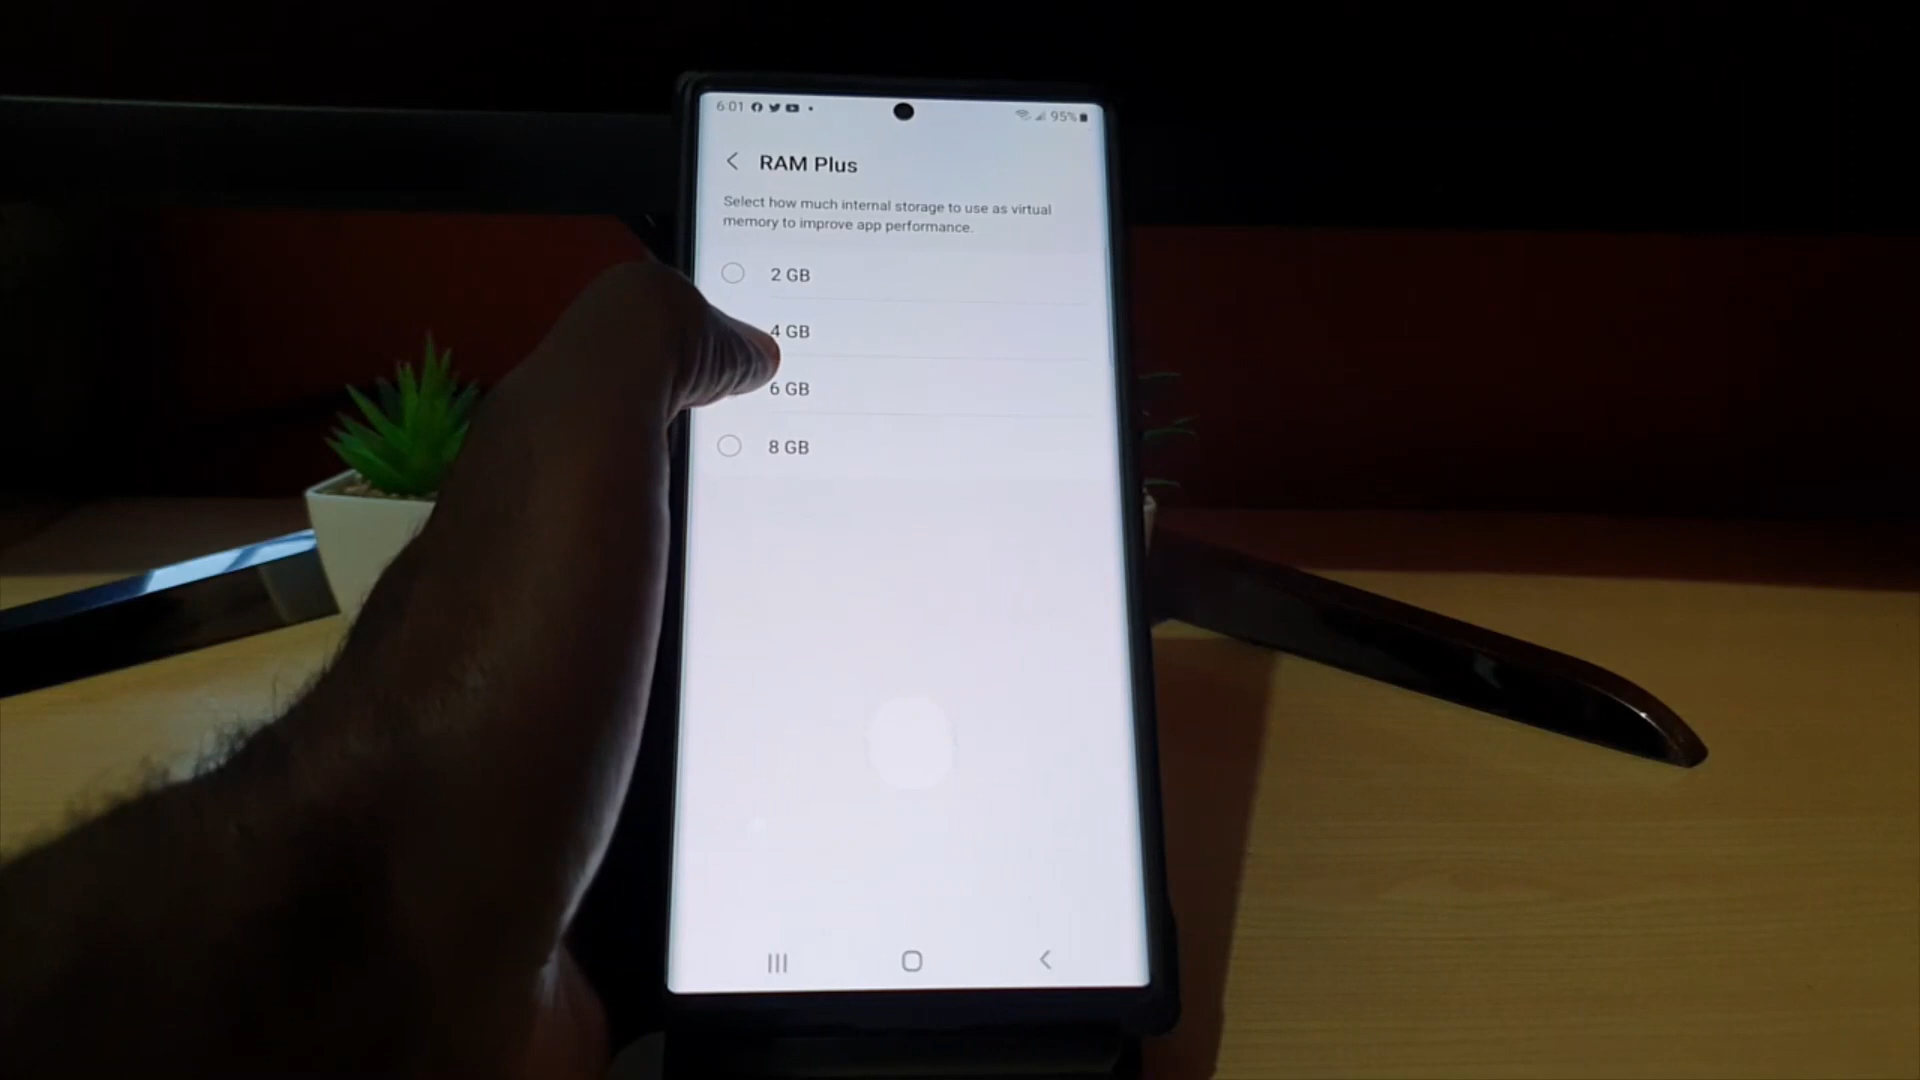 6:01
95%
RAM Plus
Select how much internal storage to use as virtual
memory to improve app performance.
2 GB
4 GB
6 GB
8 GB